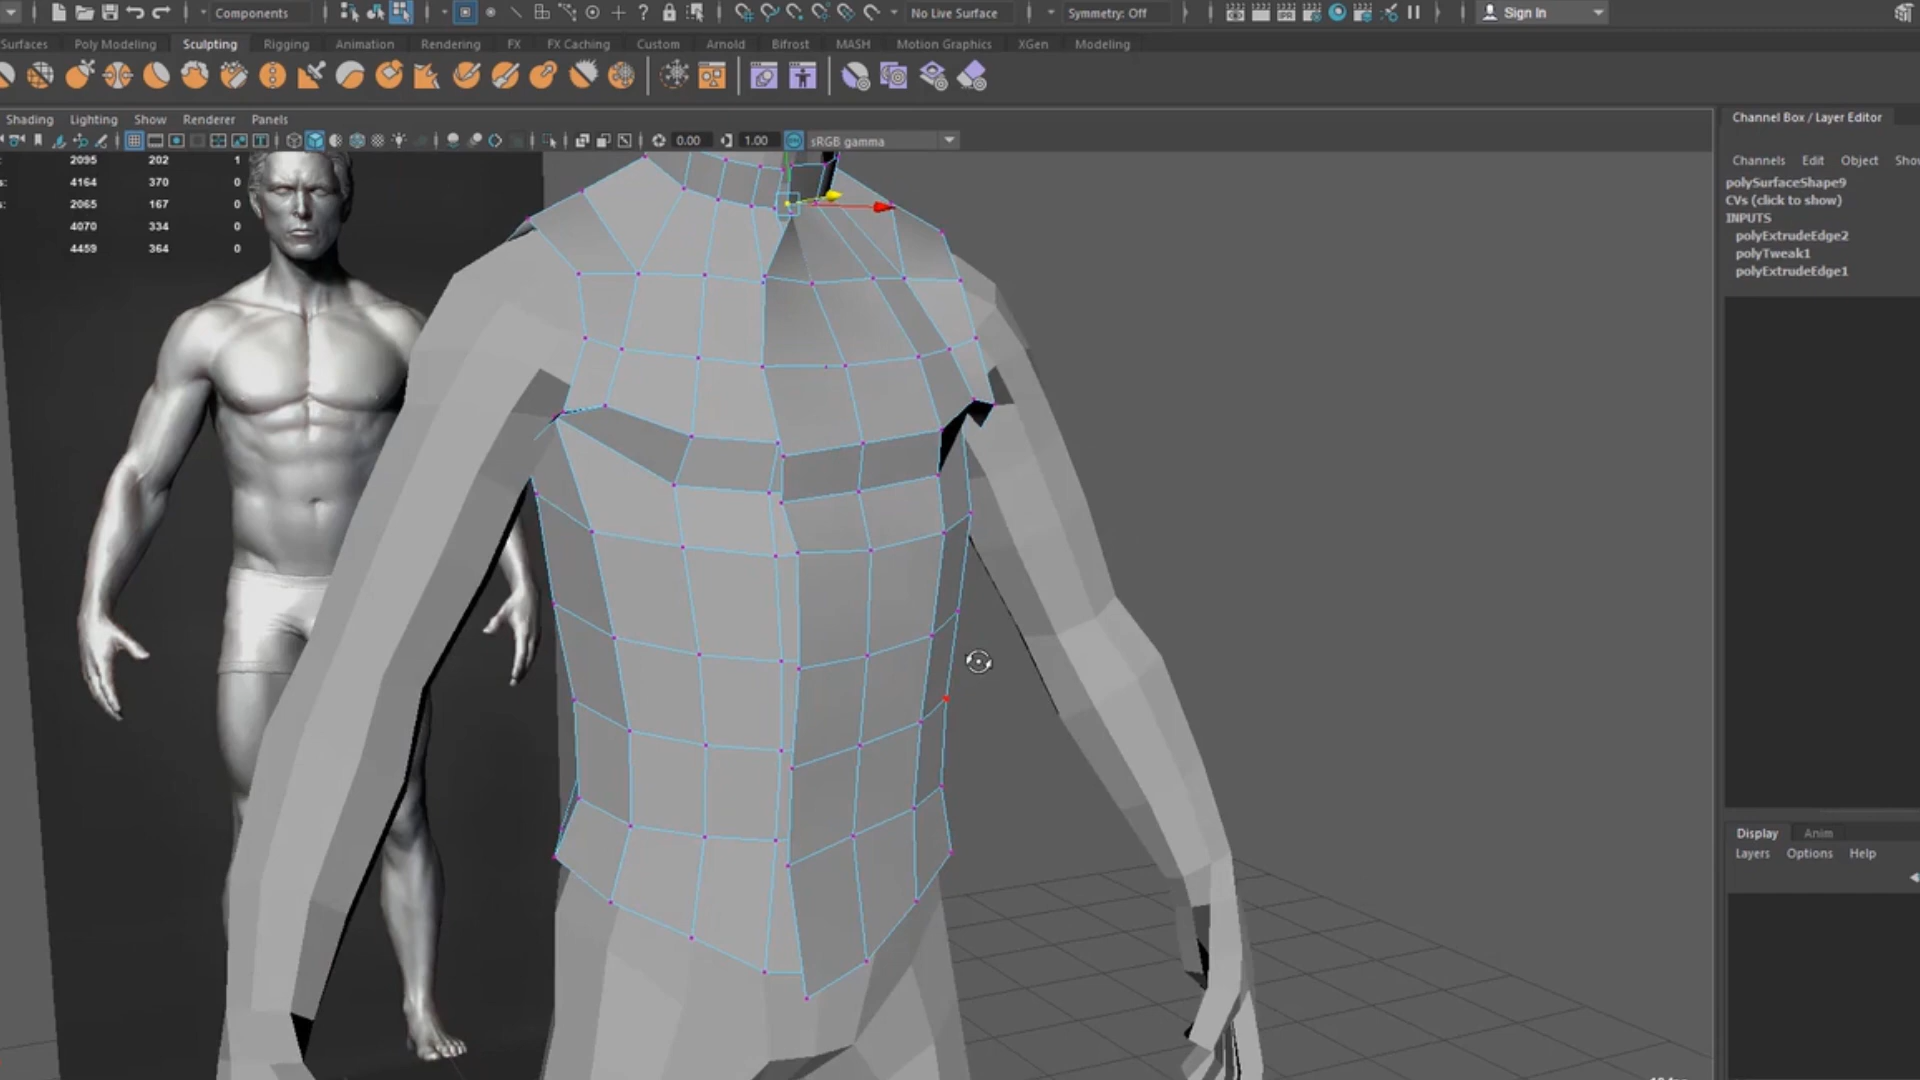 Components
No Live Surface
Symmetry: Off
Sign In
Surfaces Poly Modeling Sculpting Rigging Animation Rendering FX FX Caching Custom Arnold Bifrost MASH Motion Graphics XGen Modeling
Shading Lighting Show Renderer Panels
0.00 1.00 sRGB gamma
2095 202 1
4164 370 0
2065 167 0
4070 334 0
4459 364 0
Channel Box / Layer Editor
Channels Edit Object Show
polySurfaceShape9
CVs (click to show)
INPUTS
polyExtrudeEdge2
polyTweak1
polyExtrudeEdge1
Display Anim
Layers Options Help